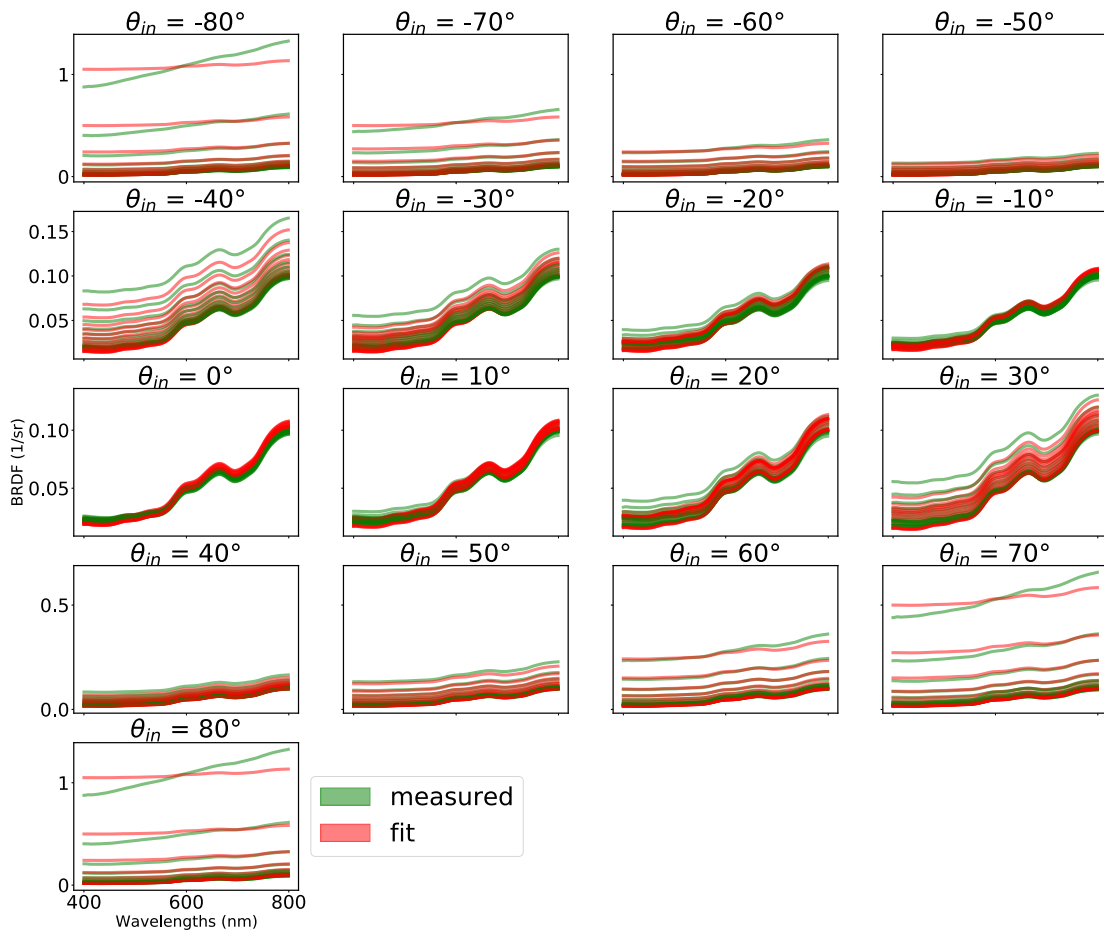 θin = -80° θin = -70° θin = -60° θin = -50°
1
0
θin = -40° θin = -30° θin = -20° θin = -10°
0.15
0.10
0.05
θin = 0° θin = 10° θin = 20° θin = 30°
0.10
0.05
BRDF (1/sr)
θin = 40° θin = 50° θin = 60° θin = 70°
0.5
0.0
θin = 80°
1
0
measured
fit
400 600 800
Wavelengths (nm)